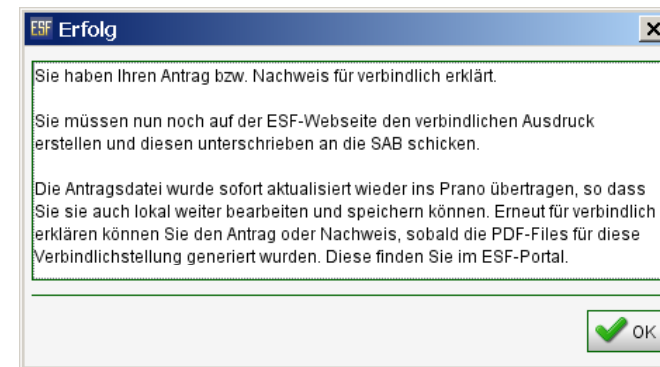 ESF Erfolg
Sie haben Ihren Antrag bzw. Nachweis für verbindlich erklärt.
Sie müssen nun noch auf der ESF-Webseite den verbindlichen Ausdruck
erstellen und diesen unterschrieben an die SAB schicken.
Die Antragsdatei wurde sofort aktualisiert wieder ins Prano übertragen, so dass
Sie sie auch lokal weiter bearbeiten und speichern können. Erneut für verbindlich
erklären können Sie den Antrag oder Nachweis, sobald die PDF-Files für diese
Verbindlichstellung generiert wurden. Diese finden Sie im ESF-Portal.
OK